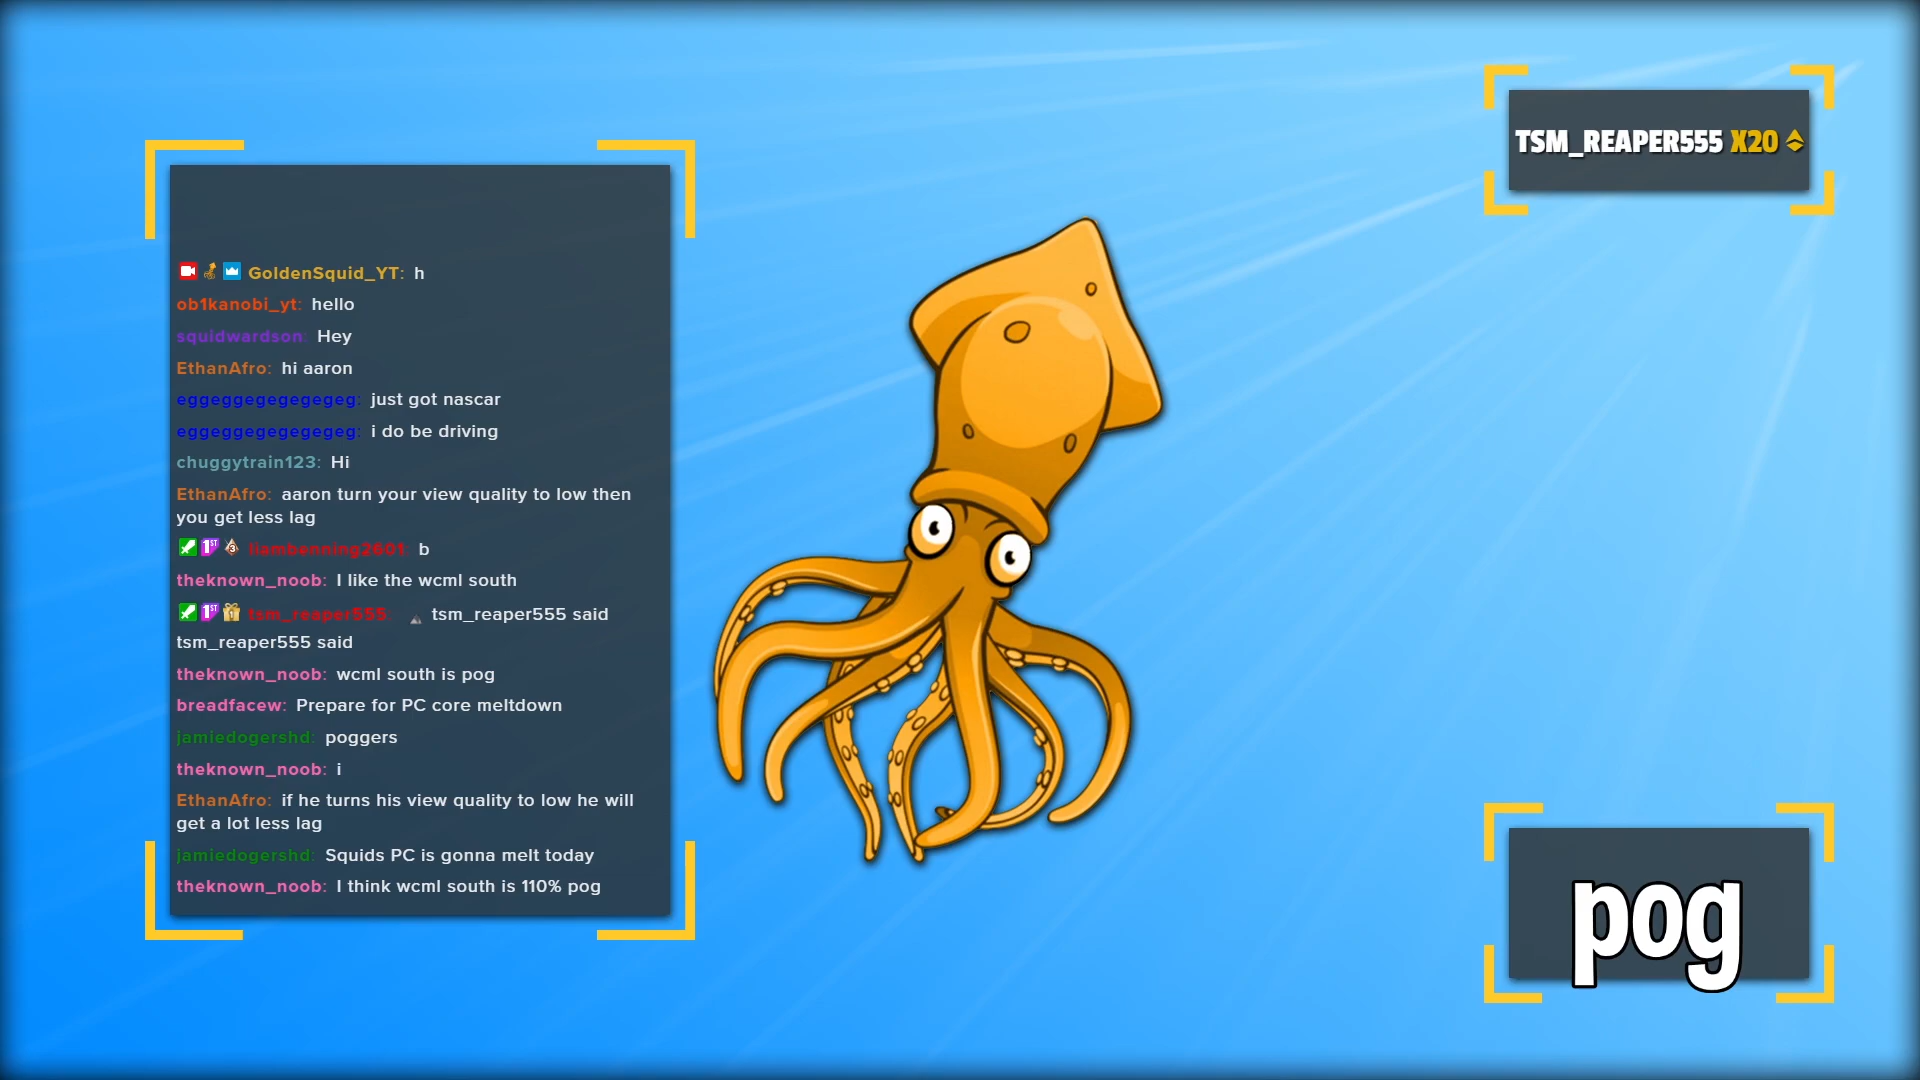 GoldenSquid_YT: h
ob1kanobi_yt: hello
squidwardson: Hey
EthanAfro: hi aaron
eggeggegegegegeg: just got nascar
eggeggegegegegeg: i do be driving
chuggytrain123: Hi
EthanAfro: aaron turn your view quality to low then
you get less lag
1ST 3 liambenning2601: b
theknown_noob: I like the wcml south
1ST 1 tsm_reaper555: tsm_reaper555 said
tsm_reaper555 said
theknown_noob: wcml south is pog
breadfacew: Prepare for PC core meltdown
jamiedogershd: poggers
theknown_noob: i
EthanAfro: if he turns his view quality to low he will
get a lot less lag
jamiedogershd: Squids PC is gonna melt today
theknown_noob: I think wcml south is 110% pog
TSM_REAPER555 X20
pog